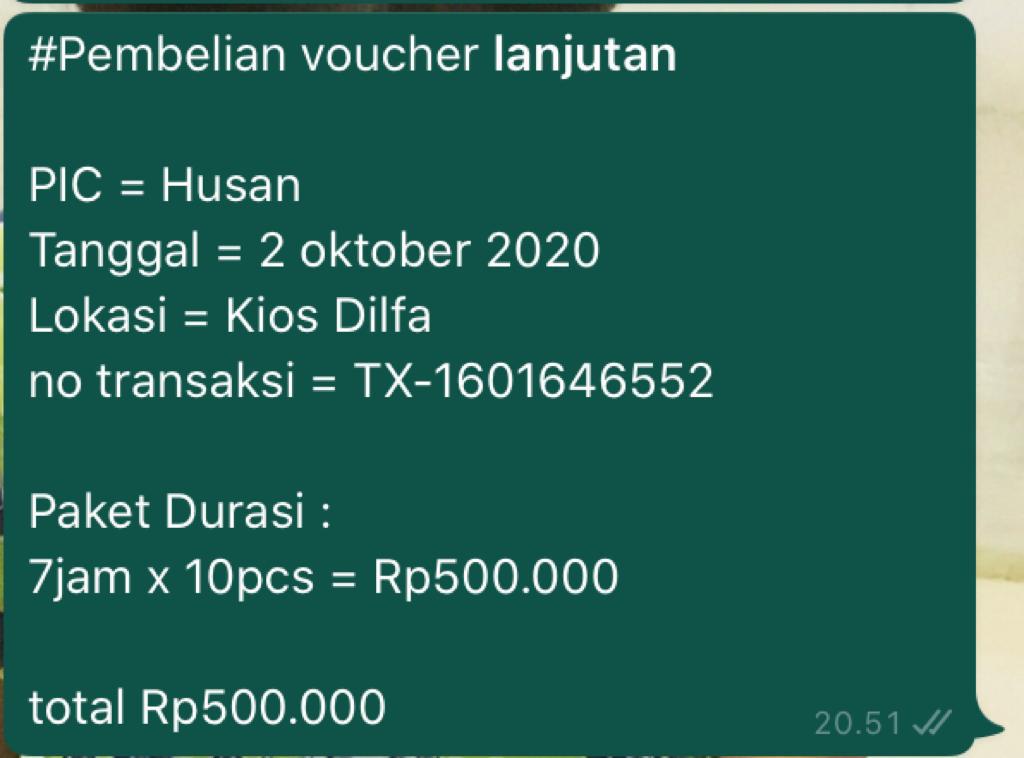 #Pembelian voucher lanjutan
PIC = Husan
Tanggal = 2 oktober 2020
Lokasi = Kios Dilfa
no transaksi = TX-1601646552
Paket Durasi :
7jam x 10pcs = Rp500.000
total Rp500.000
20.51